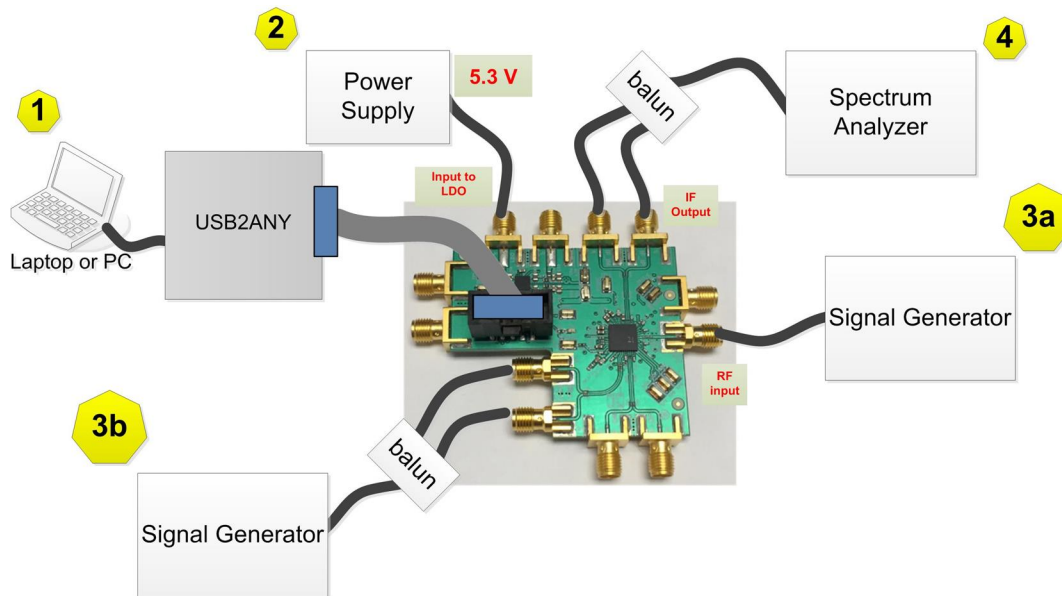 1
Laptop or PC
USB2ANY
2
Power
Supply
5.3 V
Input to
LDO
balun
IF
Output
4
Spectrum
Analyzer
3a
Signal Generator
RF
input
3b
balun
Signal Generator